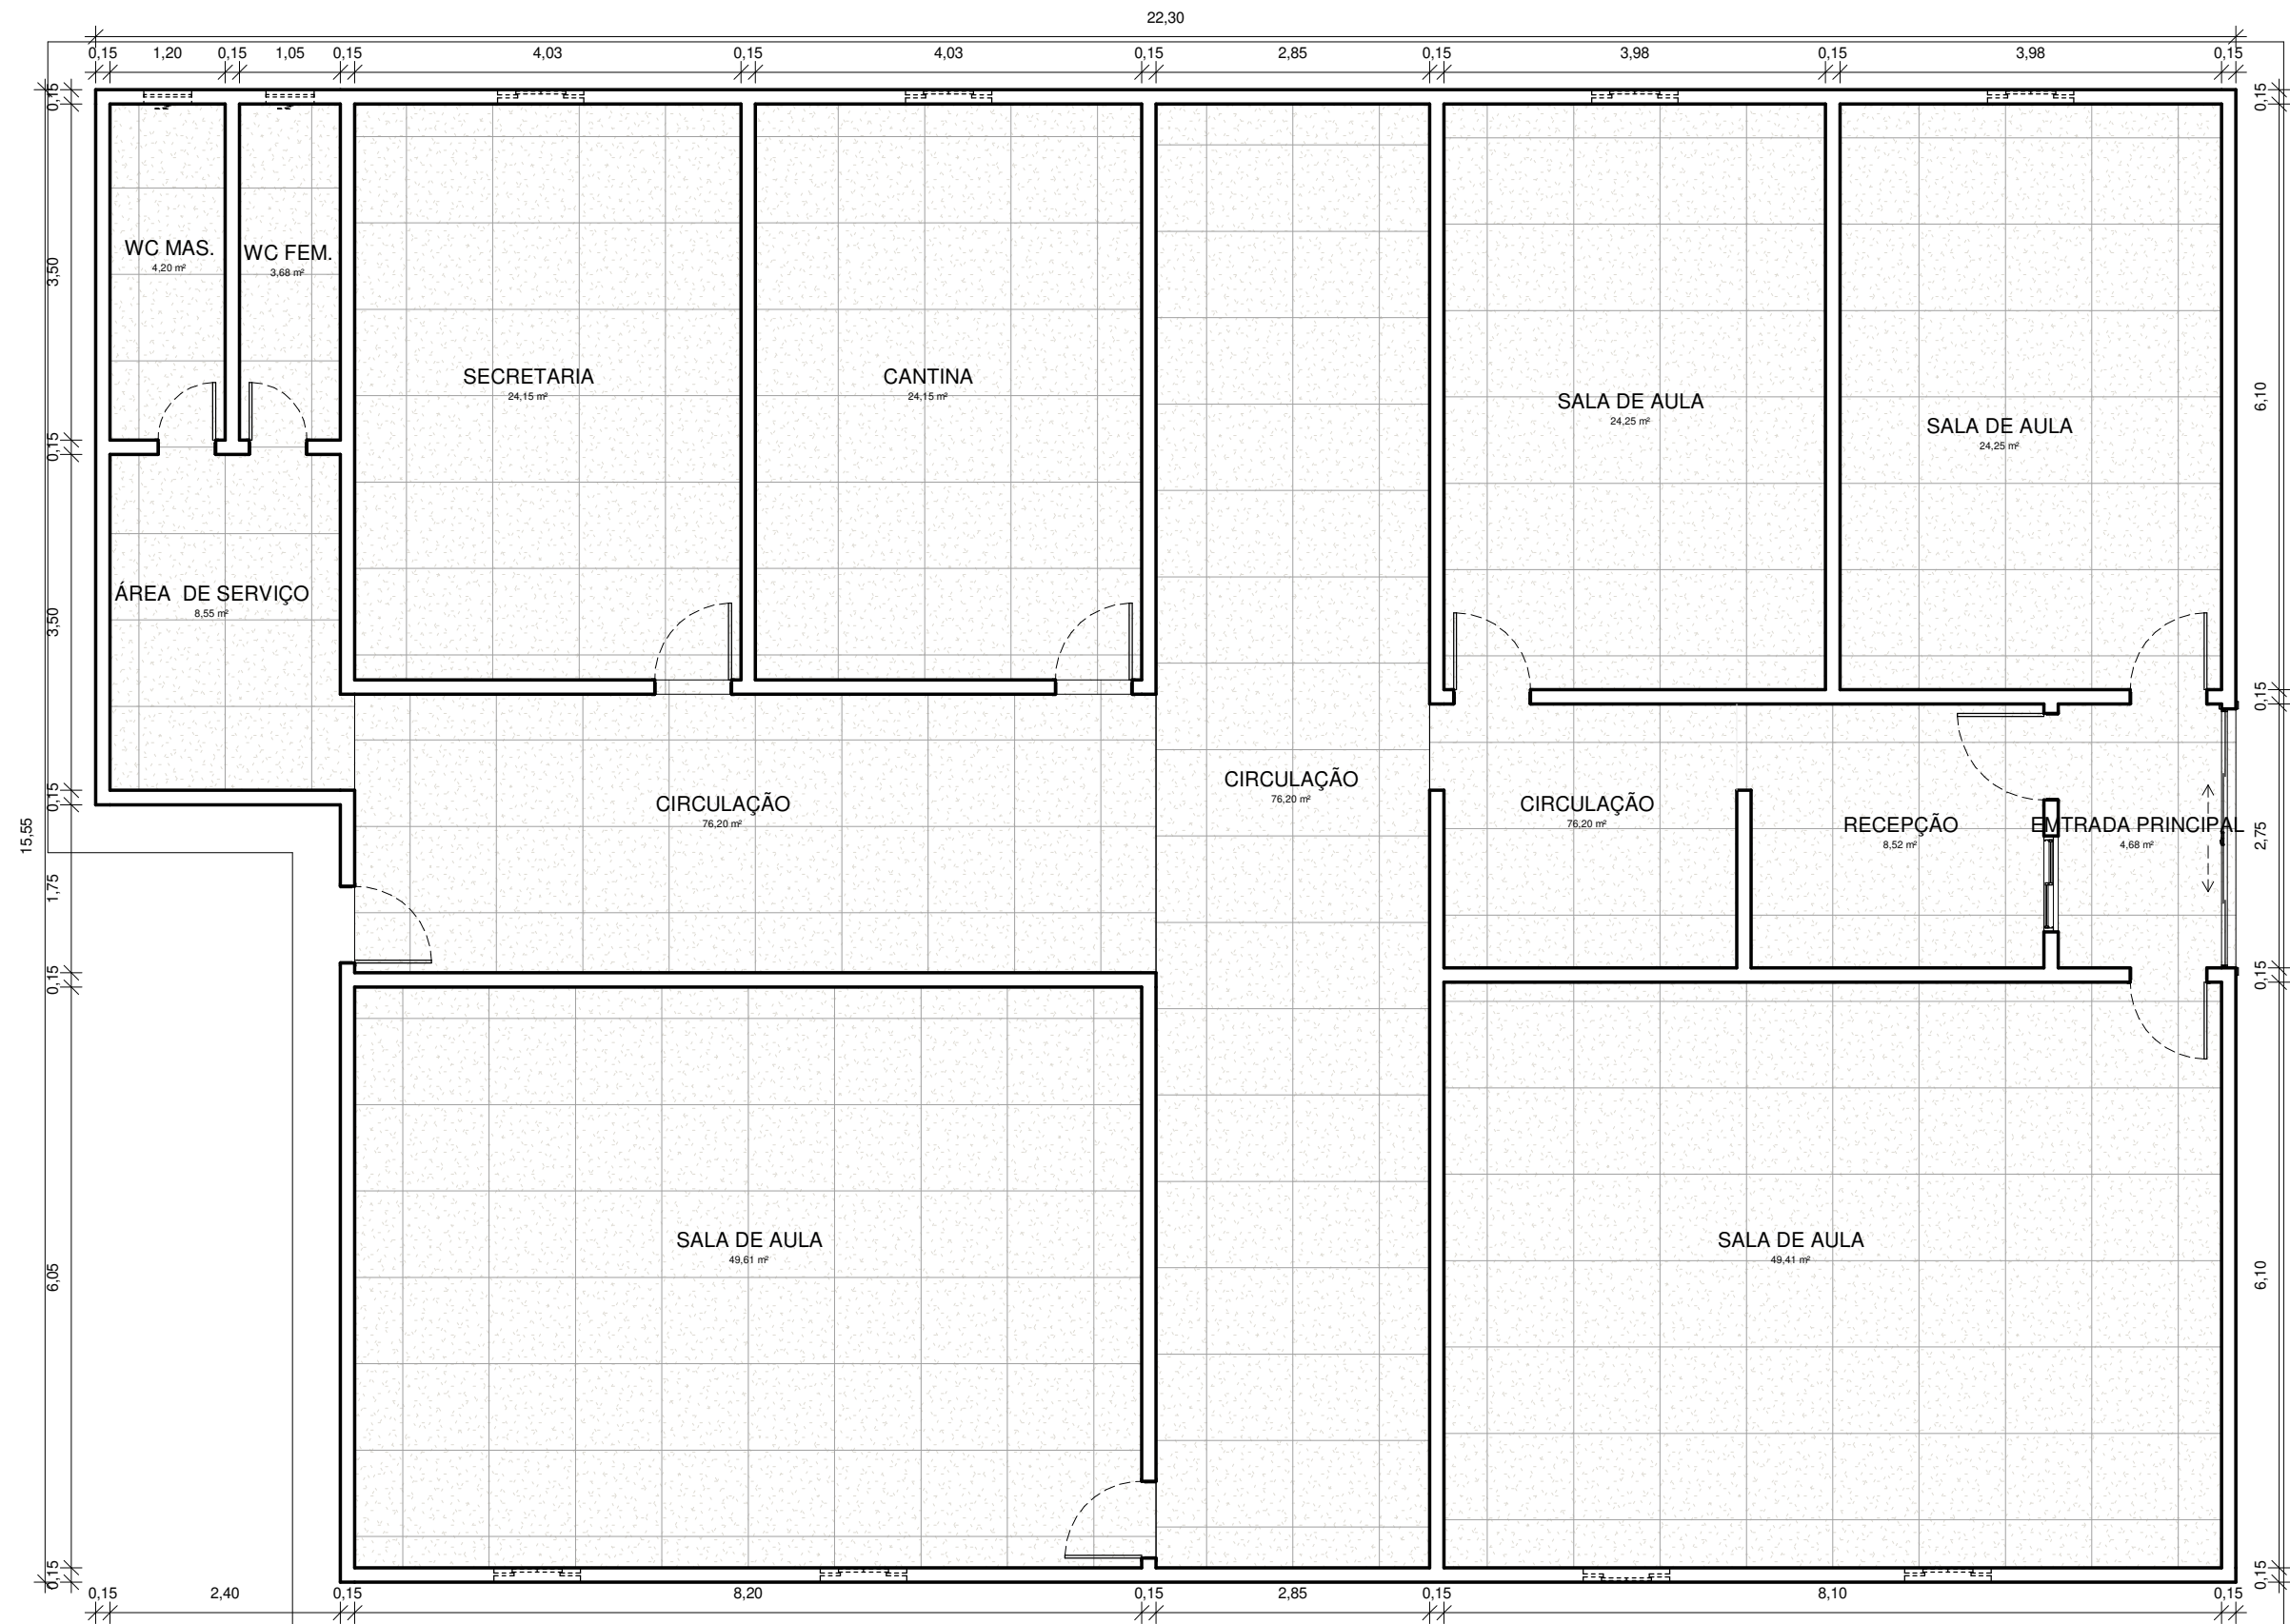 22,30
0,15 1,20 0,15 1,05 0,15 4,03 0,15 4,03 0,15 2,85 0,15 3,98 0,15 3,98 0,15
0,15
0,15
WC MAS.
4,20 m²
WC FEM.
3,68 m²
3,50
SECRETARIA
24,15 m²
CANTINA
24,15 m²
SALA DE AULA
24,25 m²
SALA DE AULA
24,25 m²
6,10
0,15
ÁREA DE SERVIÇO
8,55 m²
3,50
0,15
0,15
CIRCULAÇÃO
76,20 m²
CIRCULAÇÃO
76,20 m²
CIRCULAÇÃO
76,20 m²
RECEPÇÃO
8,52 m²
EMTRADA PRINCIPAL
4,68 m²
2,75
15,55
1,75
0,15
0,15
SALA DE AULA
49,61 m²
SALA DE AULA
49,41 m²
6,05
6,10
0,15
0,15
0,15 2,40 0,15 8,20 0,15 2,85 0,15 8,10 0,15